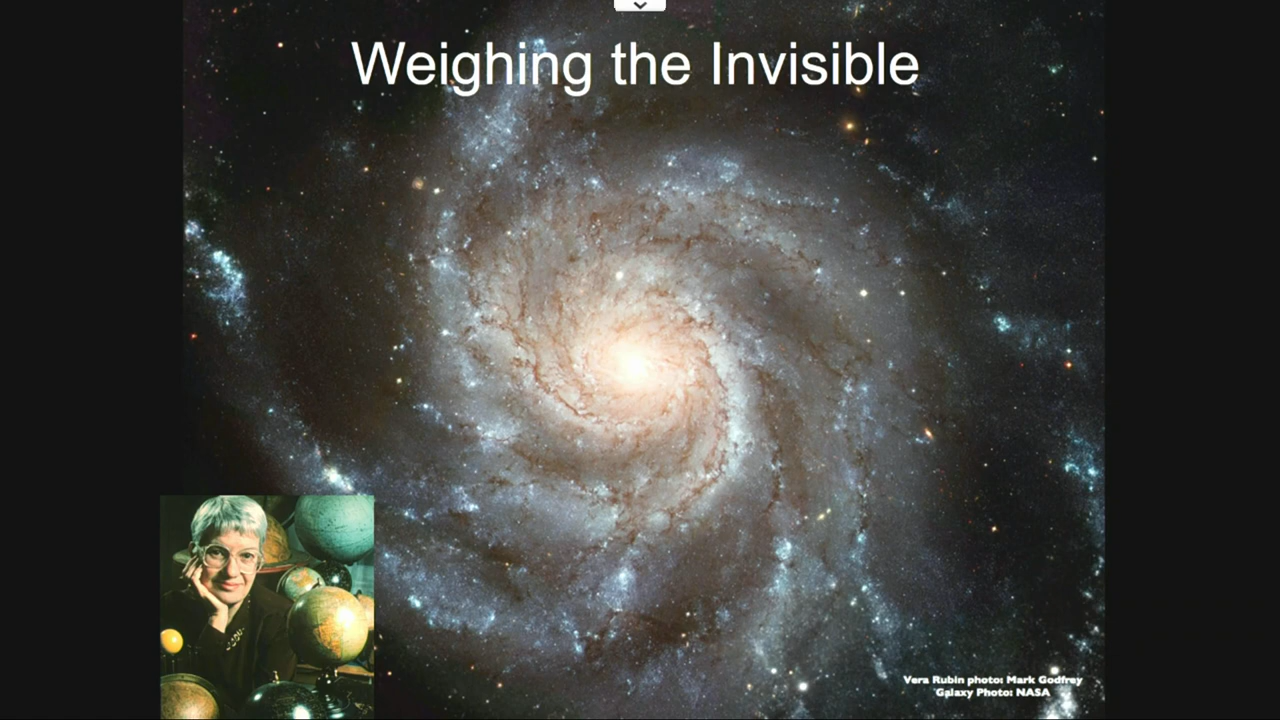 Weighing the Invisible
Vera Rubin photo: Mark Godfrey
Galaxy Photo: NASA